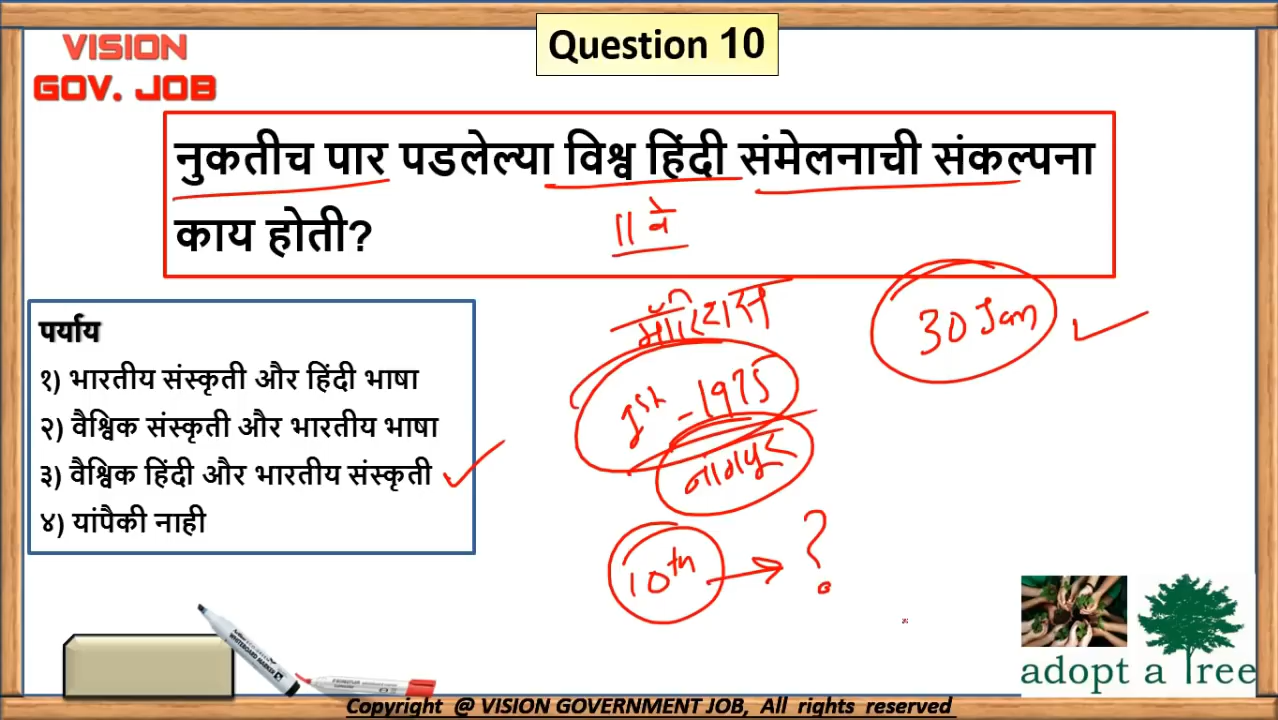 Question 10
VISION
GOV. JOB
नुकतीच पार पडलेल्या विश्व हिंदी संमेलनाची संकल्पना
काय होती?
11 वे
मॉरिशस
30 Jan
पर्याय
१) भारतीय संस्कृती और हिंदी भाषा
२) वैश्विक संस्कृती और भारतीय भाषा
३) वैश्विक हिंदी और भारतीय संस्कृती
४) यांपैकी नाही
Ist - 1975
नागपूर
10th → ?
adopt a Tree
Copyright @ VISION GOVERNMENT JOB, All rights reserved